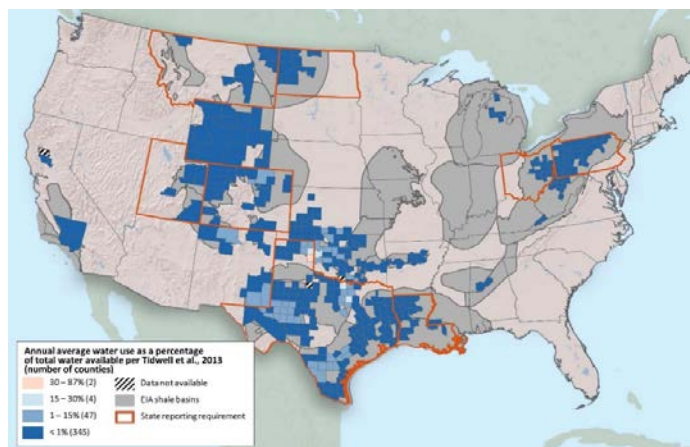 Annual average water use as a percentage
of total water available per Tidwell et al., 2013
(number of counties)
30 – 87% (2)
15 – 30% (4)
1 – 15% (47)
< 1% (345)
Data not available
EIA shale basins
State reporting requirement